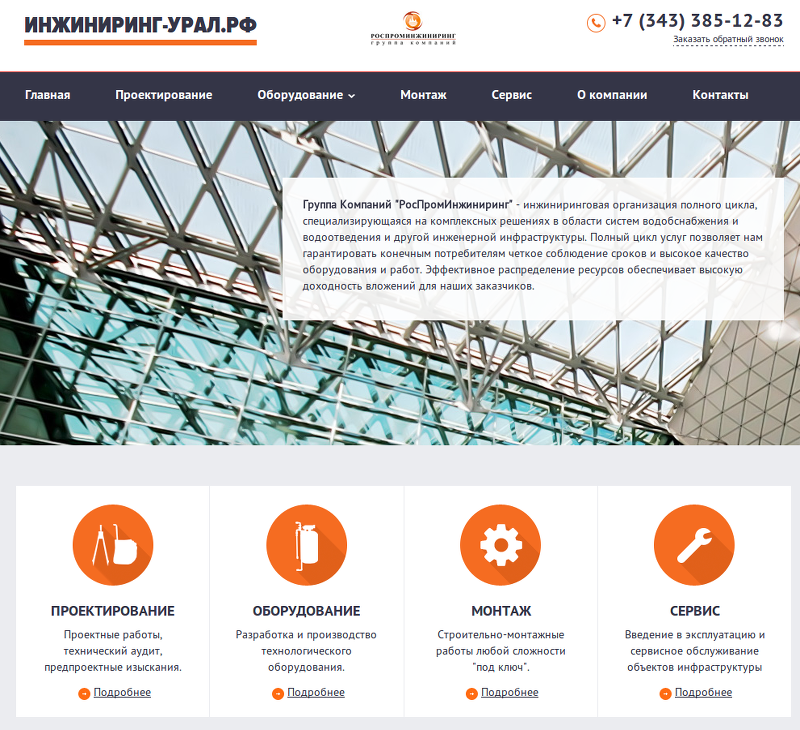 ИНЖИНИРИНГ-УРАЛ.РФ
РОСПРОМИНЖИНИРИНГ
группа компаний
+7 (343) 385-12-83
Заказать обратный звонок
Главная Проектирование Оборудование Монтаж Сервис О компании Контакты
Группа Компаний "РосПромИнжиниринг" - инжиниринговая организация полного цикла,
специализирующаяся на комплексных решениях в области систем водобснабжения и
водоотведения и другой инженерной инфраструктуры. Полный цикл услуг позволяет нам
гарантировать конечным потребителям четкое соблюдение сроков и высокое качество
оборудования и работ. Эффективное распределение ресурсов обеспечивает высокую
доходность вложений для наших заказчиков.
ПРОЕКТИРОВАНИЕ
Проектные работы,
технический аудит,
предпроектные изыскания.
Подробнее
ОБОРУДОВАНИЕ
Разработка и производство
технологического
оборудования.
Подробнее
МОНТАЖ
Строительно-монтажные
работы любой сложности
"под ключ".
Подробнее
СЕРВИС
Введение в эксплуатацию и
сервисное обслуживание
объектов инфраструктуры
Подробнее